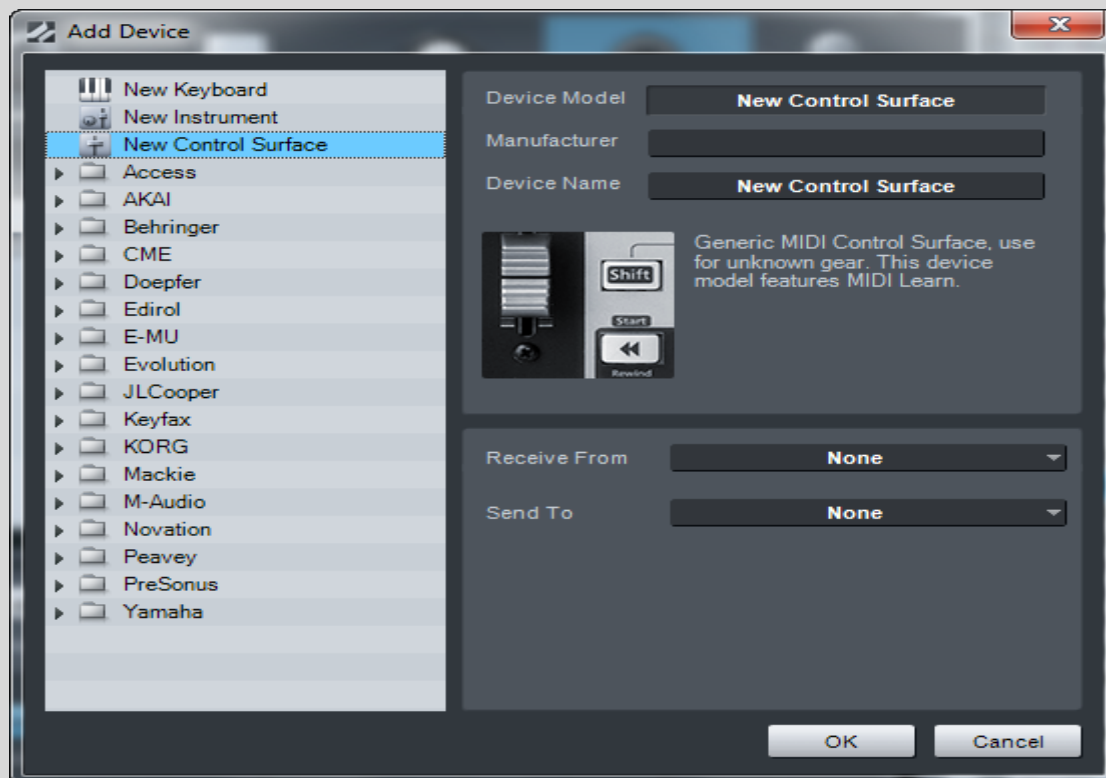 Add Device
New Keyboard
New Instrument
New Control Surface
Access
AKAI
Behringer
CME
Doepfer
Edirol
E-MU
Evolution
JLCooper
Keyfax
KORG
Mackie
M-Audio
Novation
Peavey
PreSonus
Yamaha
Device Model New Control Surface
Manufacturer
Device Name New Control Surface
Shift
Start
Rewind
Generic MIDI Control Surface, use
for unknown gear. This device
model features MIDI Learn.
Receive From None
Send To None
OK Cancel